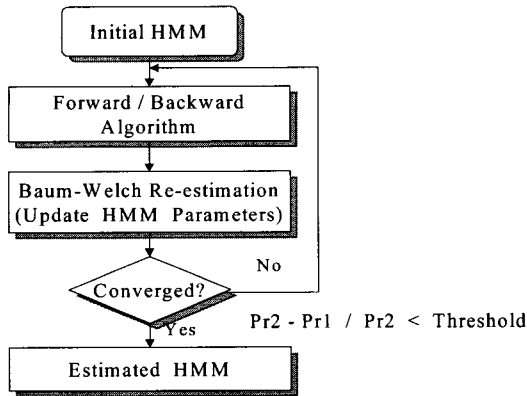 Initial HMM
Forward / Backward
Algorithm
Baum-Welch Re-estimation
(Update HMM Parameters)
No
Converged?
Yes
Pr2 - Pr1 / Pr2 < Threshold
Estimated HMM